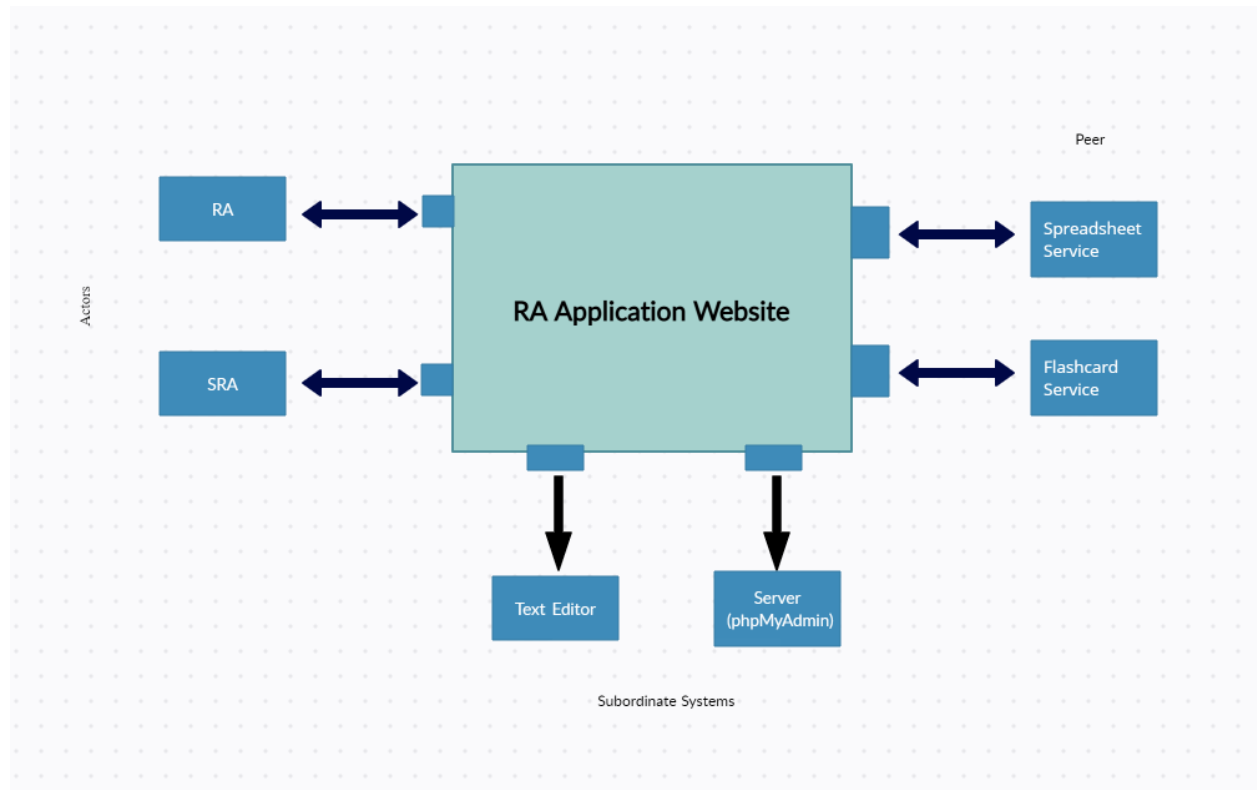 Peer
RA
Spreadsheet
Service
Actors
RA Application Website
SRA
Flashcard
Service
Text Editor
Server
(phpMyAdmin)
Subordinate Systems